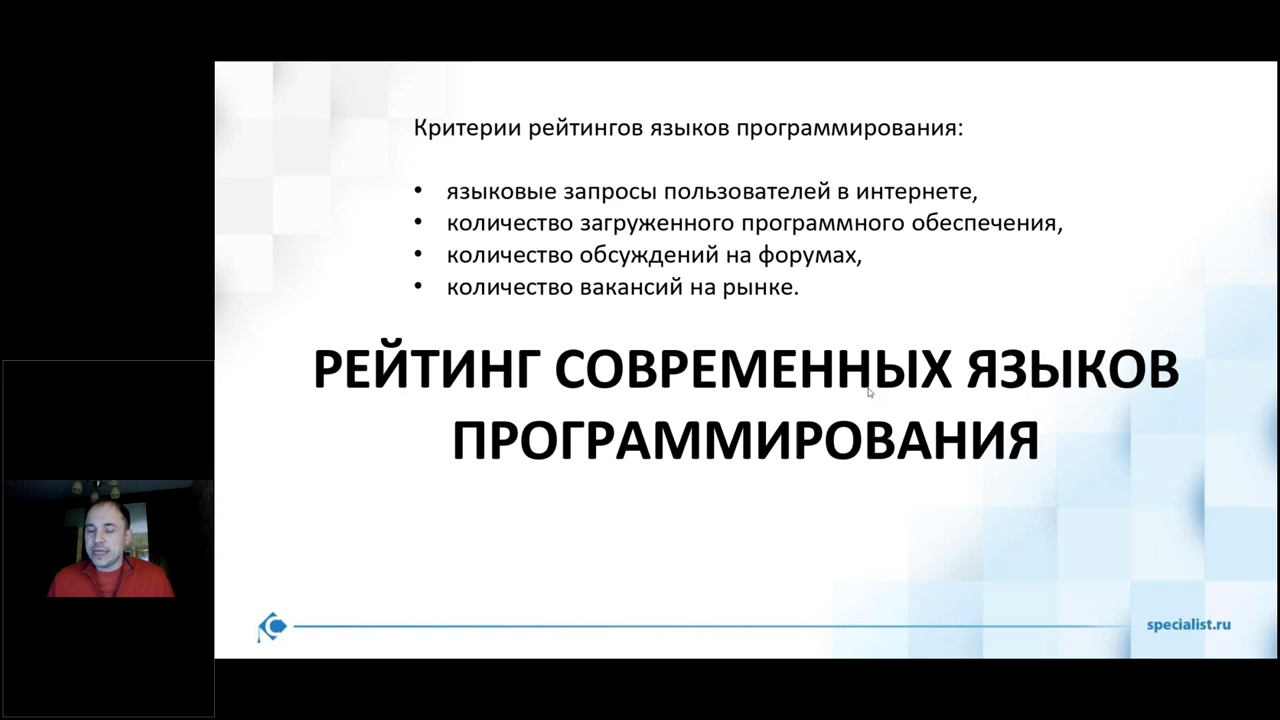 Критерии рейтингов языков программирования:
• языковые запросы пользователей в интернете,
• количество загруженного программного обеспечения,
• количество обсуждений на форумах,
• количество вакансий на рынке.
РЕЙТИНГ СОВРЕМЕННЫХ ЯЗЫКОВ
ПРОГРАММИРОВАНИЯ
specialist.ru